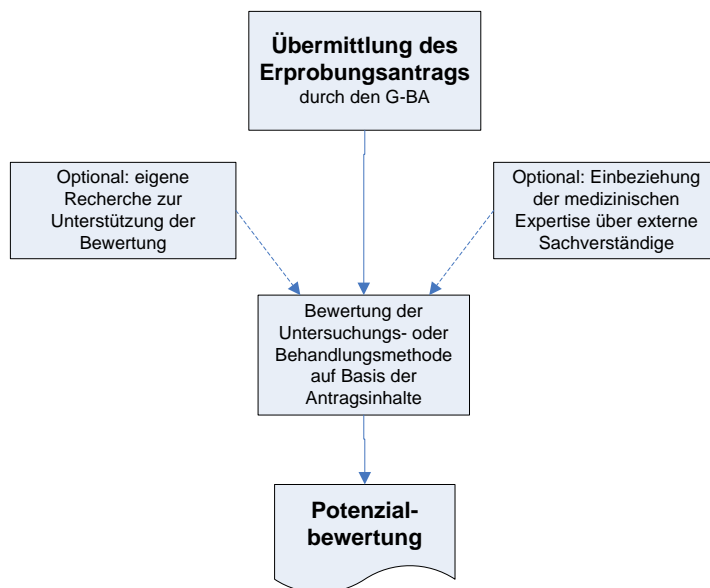 Übermittlung des
Erprobungsantrags
durch den G-BA
Optional: eigene
Recherche zur
Unterstützung der
Bewertung
Optional: Einbeziehung
der medizinischen
Expertise über externe
Sachverständige
Bewertung der
Untersuchungs- oder
Behandlungsmethode
auf Basis der
Antragsinhalte
Potenzial-
bewertung